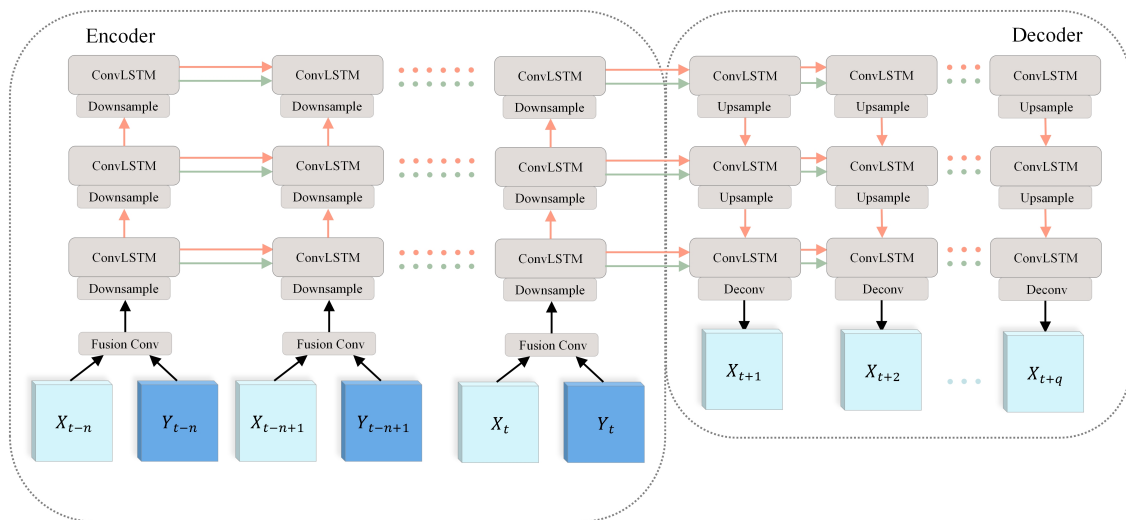 Encoder Decoder
ConvLSTM ConvLSTM ConvLSTM ConvLSTM ConvLSTM ConvLSTM
Downsample Downsample Downsample Upsample Upsample Upsample
ConvLSTM ConvLSTM ConvLSTM ConvLSTM ConvLSTM ConvLSTM
Downsample Downsample Downsample Upsample Upsample Upsample
ConvLSTM ConvLSTM ConvLSTM ConvLSTM ConvLSTM ConvLSTM
Downsample Downsample Downsample Deconv Deconv Deconv
Fusion Conv Fusion Conv Fusion Conv
X_{t+1} X_{t+2} X_{t+q}
X_{t−n} Y_{t−n} X_{t−n+1} Y_{t−n+1} X_t Y_t